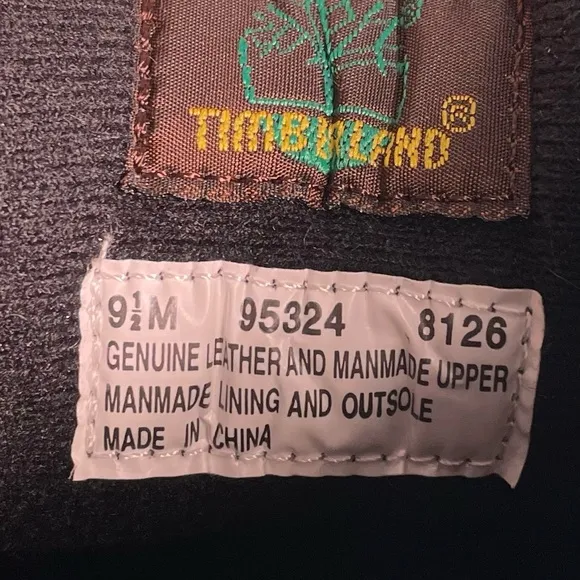 TIMBERLAND®
9½M 95324 8126
GENUINE LEATHER AND MANMADE UPPER
MANMADE LINING AND OUTSOLE
MADE IN CHINA